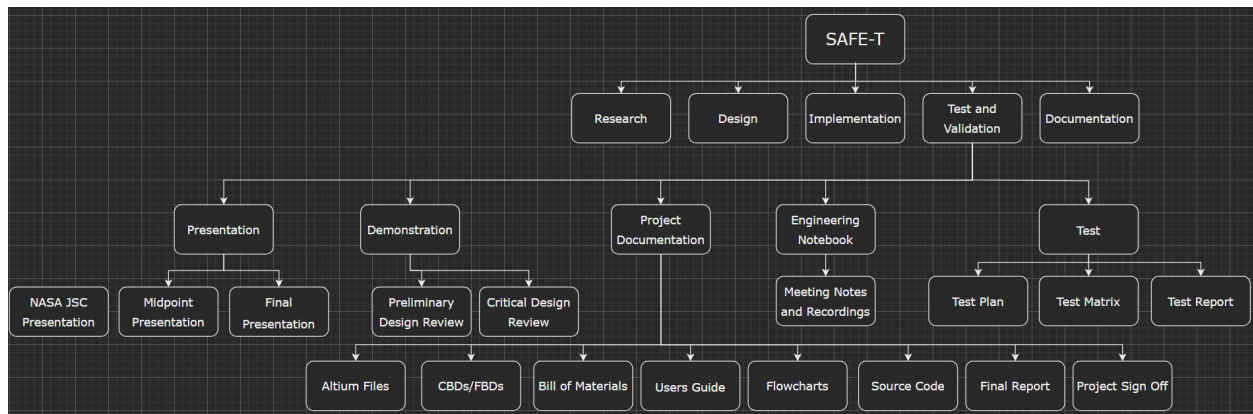 SAFE-T
Research
Design
Implementation
Test and
Validation
Documentation
Presentation
Demonstration
Project
Documentation
Engineering
Notebook
Test
NASA JSC
Presentation
Midpoint
Presentation
Final
Presentation
Preliminary
Design Review
Critical Design
Review
Meeting Notes
and Recordings
Test Plan
Test Matrix
Test Report
Altium Files
CBDs/FBDs
Bill of Materials
Users Guide
Flowcharts
Source Code
Final Report
Project Sign Off